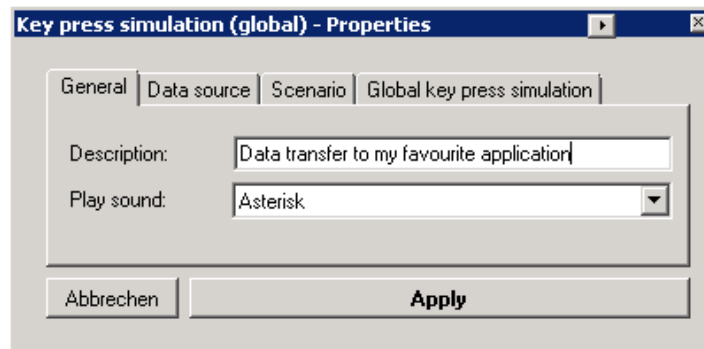 Key press simulation (global) - Properties
General Data source Scenario Global key press simulation
Description: Data transfer to my favourite application
Play sound: Asterisk
Abbrechen Apply